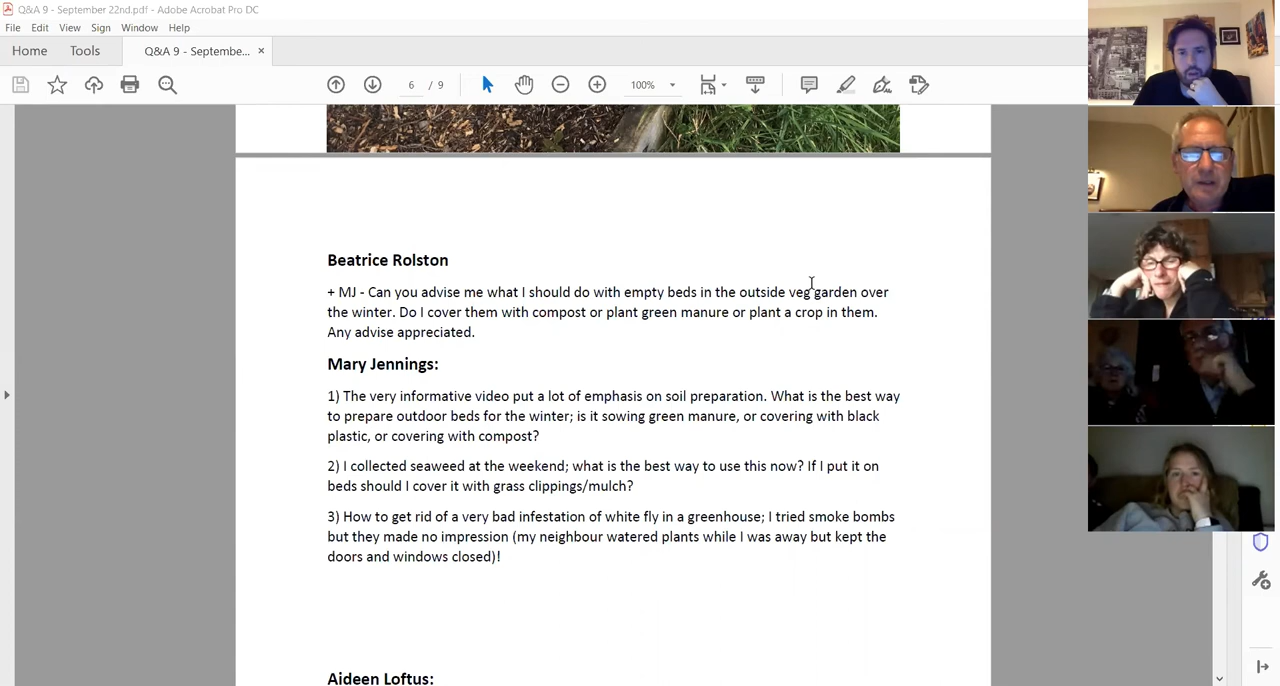 Q&A 9 - September 22nd.pdf - Adobe Acrobat Pro DC
File Edit View Sign Window Help
Home Tools Q&A 9 - Septembe... ×
6 / 9 100%
Beatrice Rolston
+ MJ - Can you advise me what I should do with empty beds in the outside veg garden over
the winter. Do I cover them with compost or plant green manure or plant a crop in them.
Any advise appreciated.
Mary Jennings:
1) The very informative video put a lot of emphasis on soil preparation. What is the best way
to prepare outdoor beds for the winter; is it sowing green manure, or covering with black
plastic, or covering with compost?
2) I collected seaweed at the weekend; what is the best way to use this now? If I put it on
beds should I cover it with grass clippings/mulch?
3) How to get rid of a very bad infestation of white fly in a greenhouse; I tried smoke bombs
but they made no impression (my neighbour watered plants while I was away but kept the
doors and windows closed)!
Aideen Loftus: